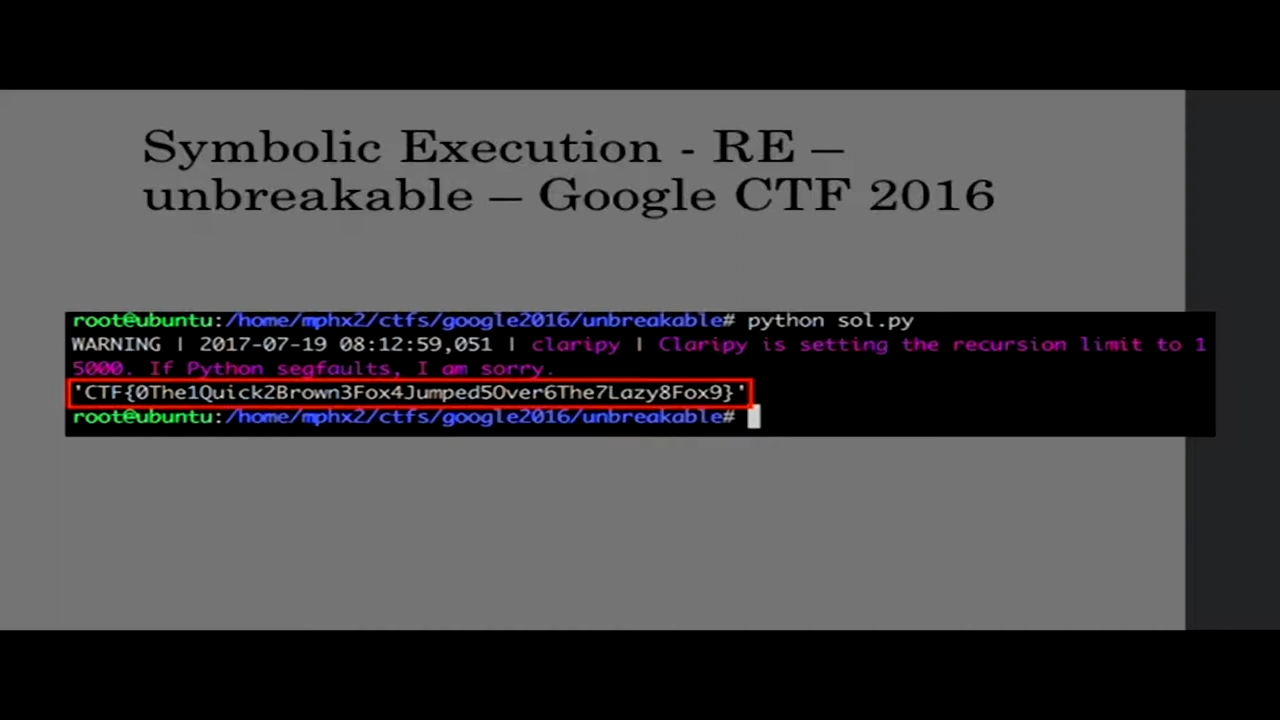 Symbolic Execution - RE –
unbreakable – Google CTF 2016
root@ubuntu:/home/mphx2/ctfs/google2016/unbreakable# python sol.py
WARNING | 2017-07-19 08:12:59,051 | claripy | Claripy is setting the recursion limit to 1
5000. If Python segfaults, I am sorry.
'CTF{0The1Quick2Brown3Fox4Jumped5Over6The7Lazy8Fox9}'
root@ubuntu:/home/mphx2/ctfs/google2016/unbreakable#